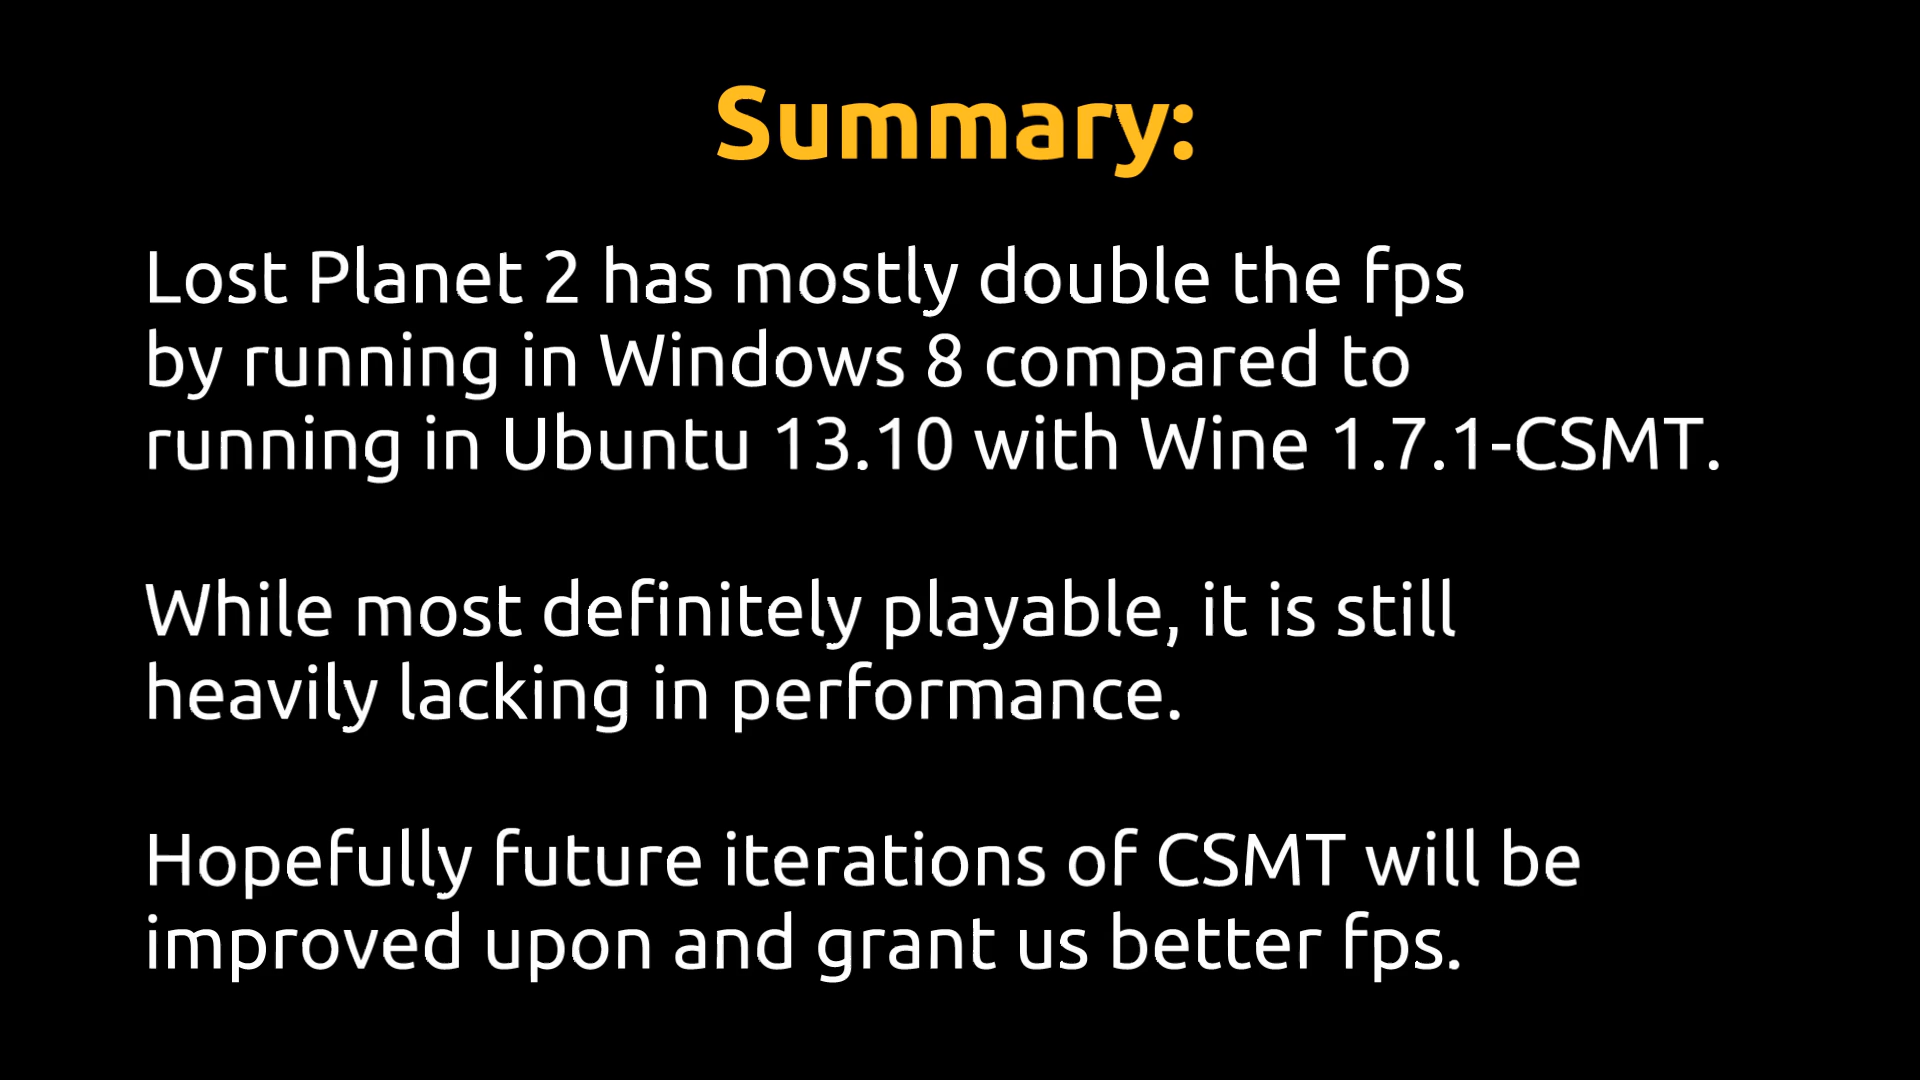 Summary:
Lost Planet 2 has mostly double the fps
by running in Windows 8 compared to
running in Ubuntu 13.10 with Wine 1.7.1-CSMT.
While most definitely playable, it is still
heavily lacking in performance.
Hopefully future iterations of CSMT will be
improved upon and grant us better fps.